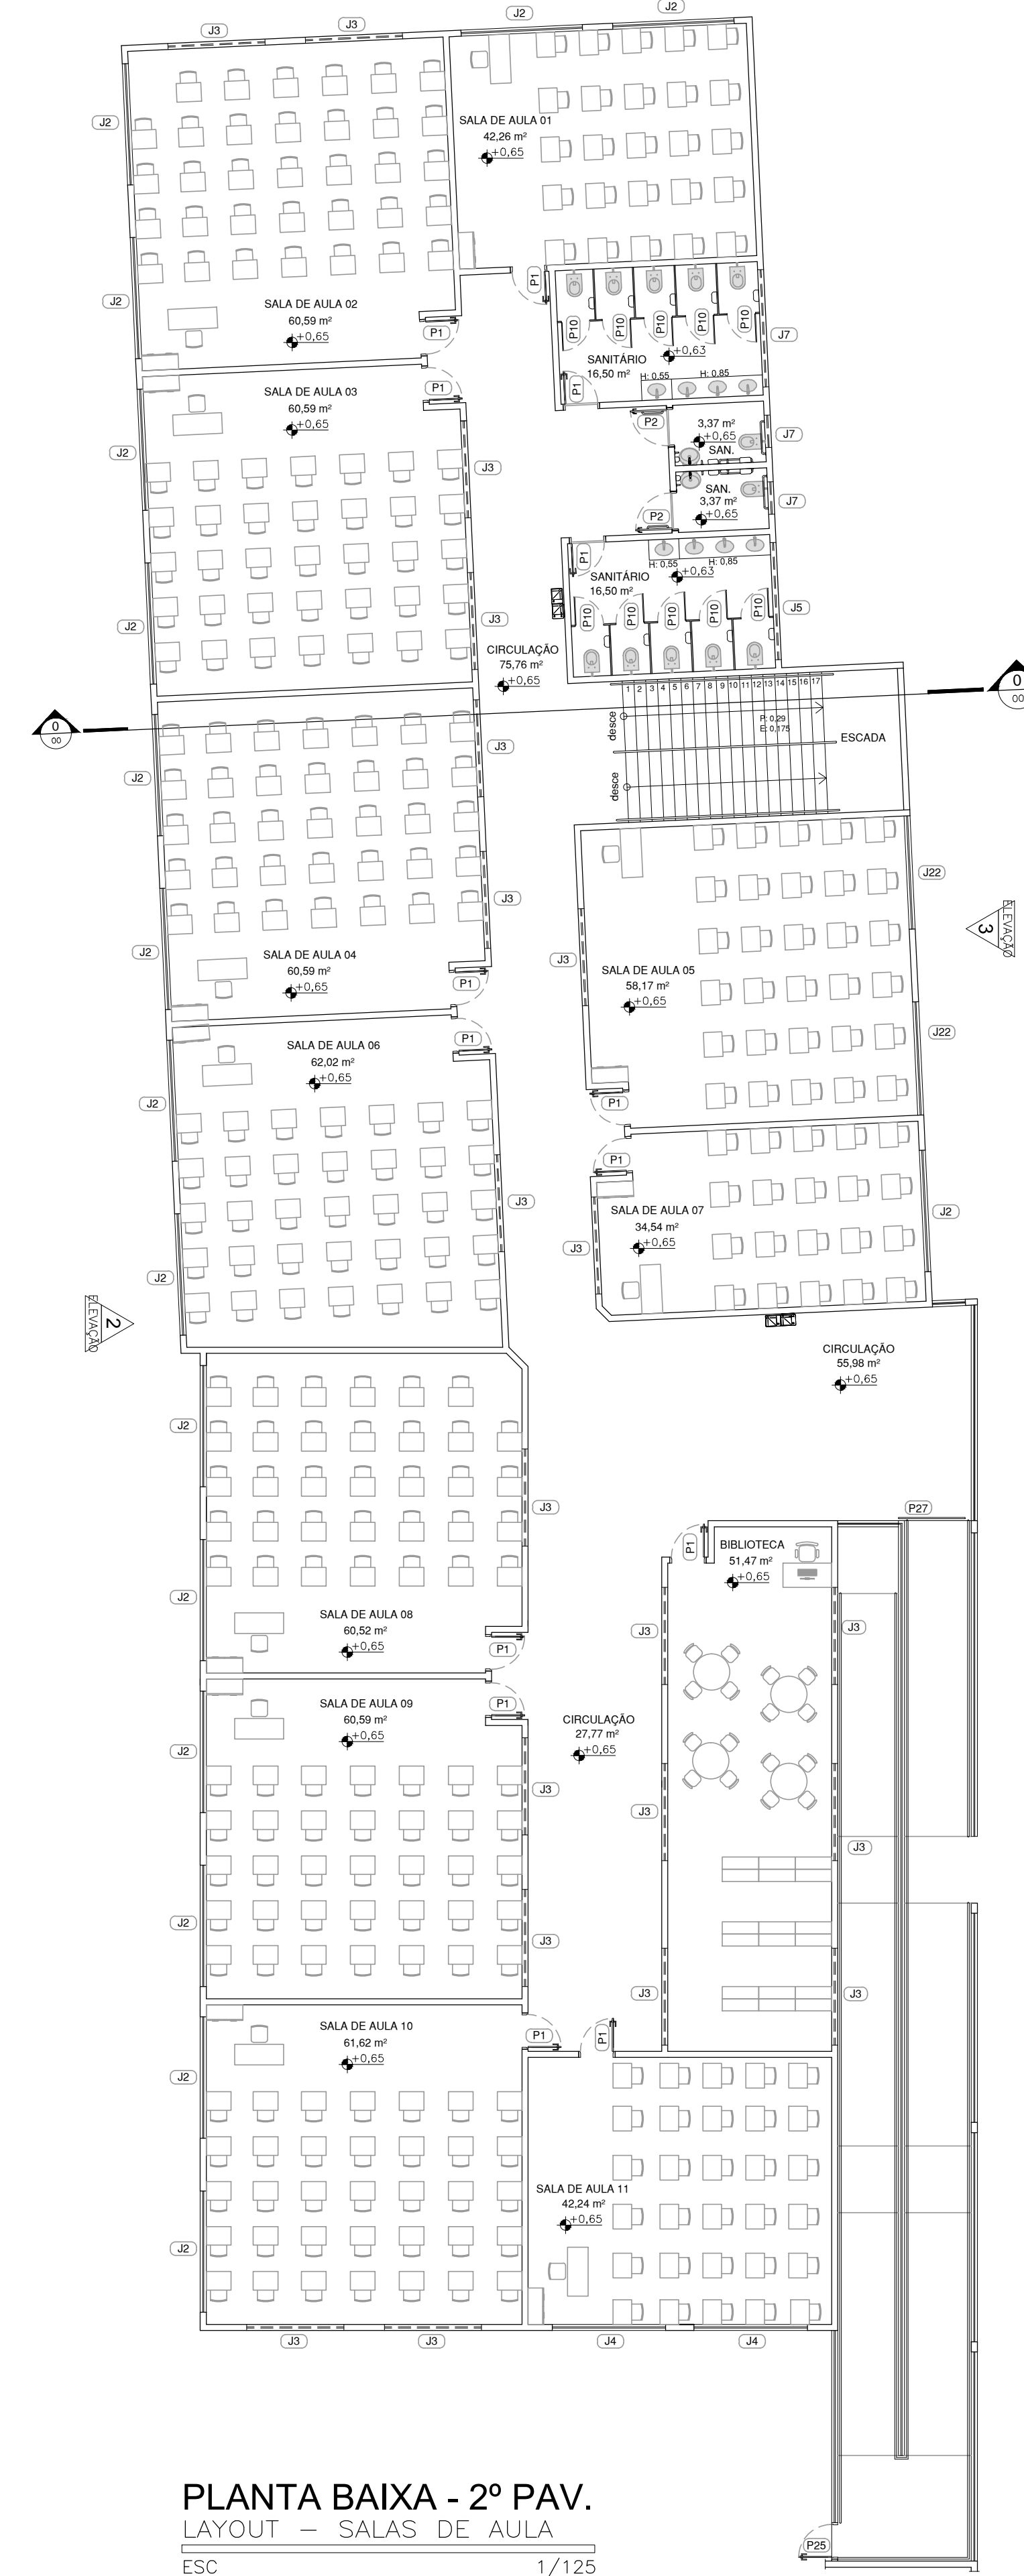 J3
J3
J2
J2
J2
SALA DE AULA 01
42,26 m²
+0,65
P1
SALA DE AULA 02
60,59 m²
+0,65
J2
P1
P10
P10
P10
P10
P10
J7
+0,63
SANITÁRIO
16,50 m²
H: 0,55
H: 0,85
P1
SALA DE AULA 03
60,59 m²
+0,65
P1
P2
3,37 m²
+0,65
SAN.
J7
J2
J3
SAN.
3,37 m²
+0,65
J7
P2
P1
H: 0,55
H: 0,85
SANITÁRIO
16,50 m²
+0,63
P10
P10
P10
P10
P10
J5
J2
J3
CIRCULAÇÃO
75,76 m²
+0,65
1 2 3 4 5 6 7 8 9 10 11 12 13 14 15 16 17
0
00
0
00
desce
P: 0,29
E: 0,175
ESCADA
desce
J3
J2
J22
J3
ELEVAÇÃO
3
J2
SALA DE AULA 04
60,59 m²
+0,65
P1
J3
SALA DE AULA 05
58,17 m²
+0,65
J22
P1
SALA DE AULA 06
62,02 m²
+0,65
J2
P1
P1
J3
SALA DE AULA 07
34,54 m²
+0,65
J3
J2
J2
ELEVAÇÃO
2
CIRCULAÇÃO
55,98 m²
+0,65
J2
J3
P27
P1
BIBLIOTECA
51,47 m²
+0,65
J2
SALA DE AULA 08
60,52 m²
+0,65
P1
J3
J3
SALA DE AULA 09
60,59 m²
+0,65
P1
J2
CIRCULAÇÃO
27,77 m²
+0,65
J3
J3
J3
J2
J3
J3
J3
SALA DE AULA 10
61,62 m²
+0,65
P1
P1
J2
SALA DE AULA 11
42,24 m²
+0,65
J2
J3
J3
J4
J4
P25
PLANTA BAIXA - 2º PAV.
LAYOUT – SALAS DE AULA
ESC 1/125